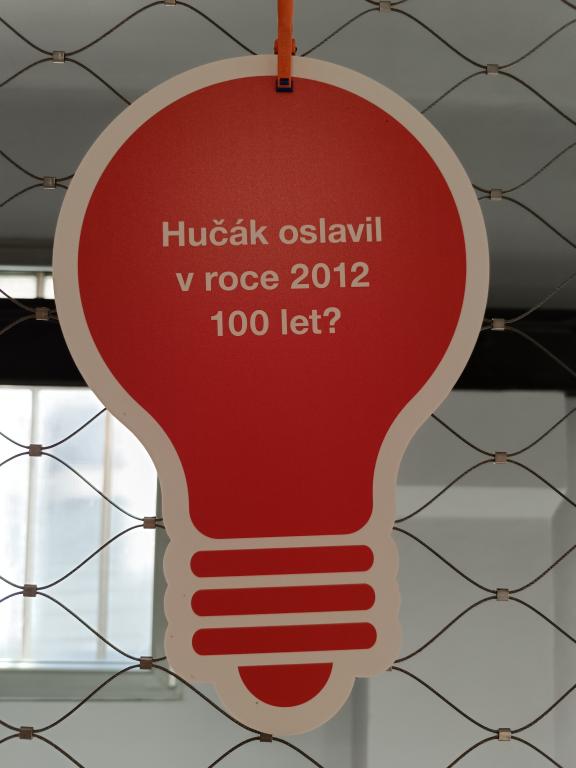 Hučák oslavil
v roce 2012
100 let?